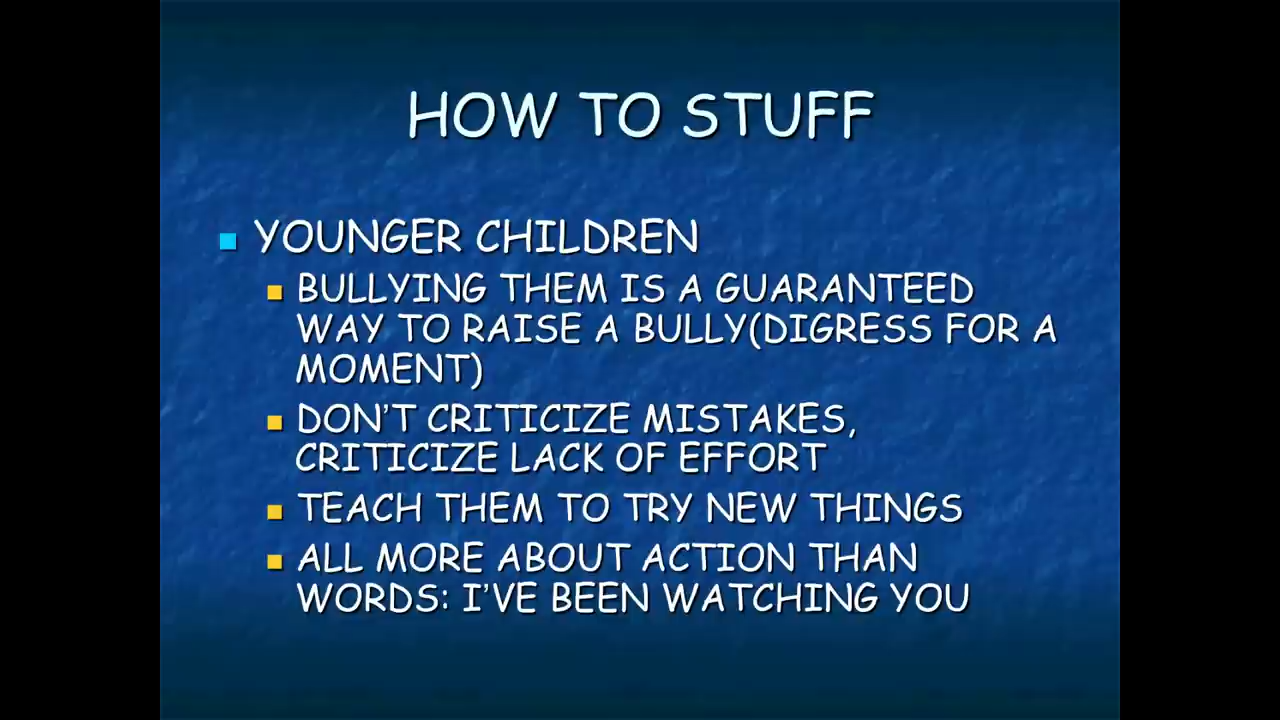 HOW TO STUFF
YOUNGER CHILDREN
BULLYING THEM IS A GUARANTEED
WAY TO RAISE A BULLY(DIGRESS FOR A
MOMENT)
DON’T CRITICIZE MISTAKES,
CRITICIZE LACK OF EFFORT
TEACH THEM TO TRY NEW THINGS
ALL MORE ABOUT ACTION THAN
WORDS: I’VE BEEN WATCHING YOU